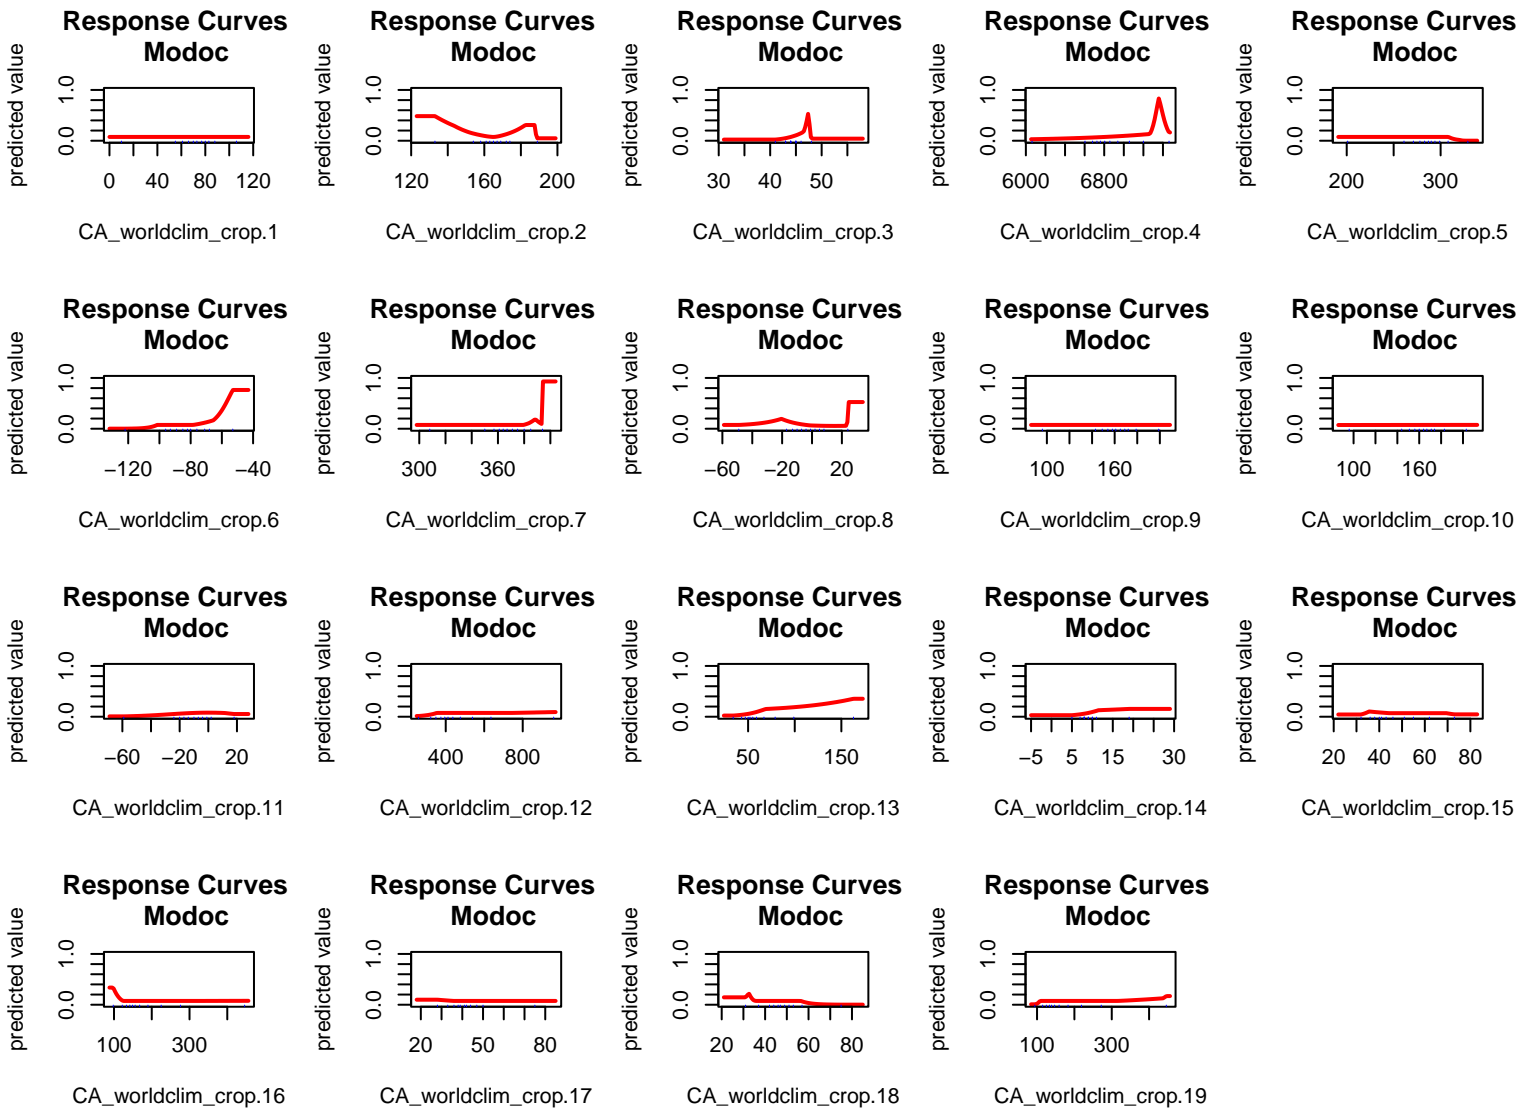 Response Curves
Modoc
predicted value
0.0 1.0
0 40 80 120
CA_worldclim_crop.1
Response Curves
Modoc
predicted value
0.0 1.0
120 160 200
CA_worldclim_crop.2
Response Curves
Modoc
predicted value
0.0 1.0
30 40 50
CA_worldclim_crop.3
Response Curves
Modoc
predicted value
0.0 1.0
6000 6800
CA_worldclim_crop.4
Response Curves
Modoc
predicted value
0.0 1.0
200 300
CA_worldclim_crop.5
Response Curves
Modoc
predicted value
0.0 1.0
−120 −80 −40
CA_worldclim_crop.6
Response Curves
Modoc
predicted value
0.0 1.0
300 360
CA_worldclim_crop.7
Response Curves
Modoc
predicted value
0.0 1.0
−60 −20 20
CA_worldclim_crop.8
Response Curves
Modoc
predicted value
0.0 1.0
100 160
CA_worldclim_crop.9
Response Curves
Modoc
predicted value
0.0 1.0
100 160
CA_worldclim_crop.10
Response Curves
Modoc
predicted value
0.0 1.0
−60 −20 20
CA_worldclim_crop.11
Response Curves
Modoc
predicted value
0.0 1.0
400 800
CA_worldclim_crop.12
Response Curves
Modoc
predicted value
0.0 1.0
50 150
CA_worldclim_crop.13
Response Curves
Modoc
predicted value
0.0 1.0
−5 5 15 30
CA_worldclim_crop.14
Response Curves
Modoc
predicted value
0.0 1.0
20 40 60 80
CA_worldclim_crop.15
Response Curves
Modoc
predicted value
0.0 1.0
100 300
CA_worldclim_crop.16
Response Curves
Modoc
predicted value
0.0 1.0
20 50 80
CA_worldclim_crop.17
Response Curves
Modoc
predicted value
0.0 1.0
20 40 60 80
CA_worldclim_crop.18
Response Curves
Modoc
predicted value
0.0 1.0
100 300
CA_worldclim_crop.19